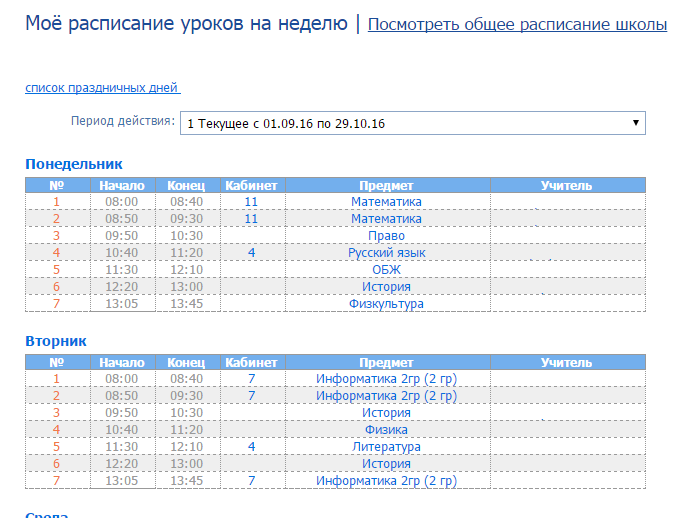 Моё расписание уроков на неделю | Посмотреть общее расписание школы
список праздничных дней
Период действия: 1 Текущее с 01.09.16 по 29.10.16
Понедельник
№ Начало Конец Кабинет Предмет Учитель
1 08:00 08:40 11 Математика
2 08:50 09:30 11 Математика
3 09:50 10:30 Право
4 10:40 11:20 4 Русский язык
5 11:30 12:10 ОБЖ
6 12:20 13:00 История
7 13:05 13:45 Физкультура
Вторник
№ Начало Конец Кабинет Предмет Учитель
1 08:00 08:40 7 Информатика 2гр (2 гр)
2 08:50 09:30 7 Информатика 2гр (2 гр)
3 09:50 10:30 История
4 10:40 11:20 Физика
5 11:30 12:10 4 Литература
6 12:20 13:00 История
7 13:05 13:45 7 Информатика 2гр (2 гр)
Среда